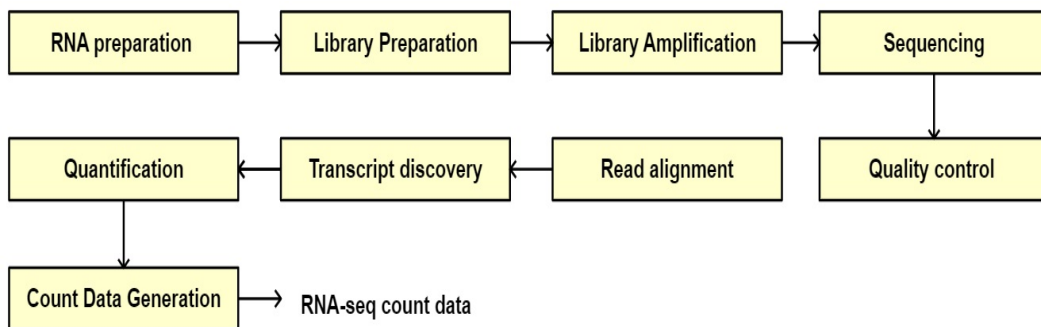 RNA preparation
Library Preparation
Library Amplification
Sequencing
Quantification
Transcript discovery
Read alignment
Quality control
Count Data Generation
RNA-seq count data